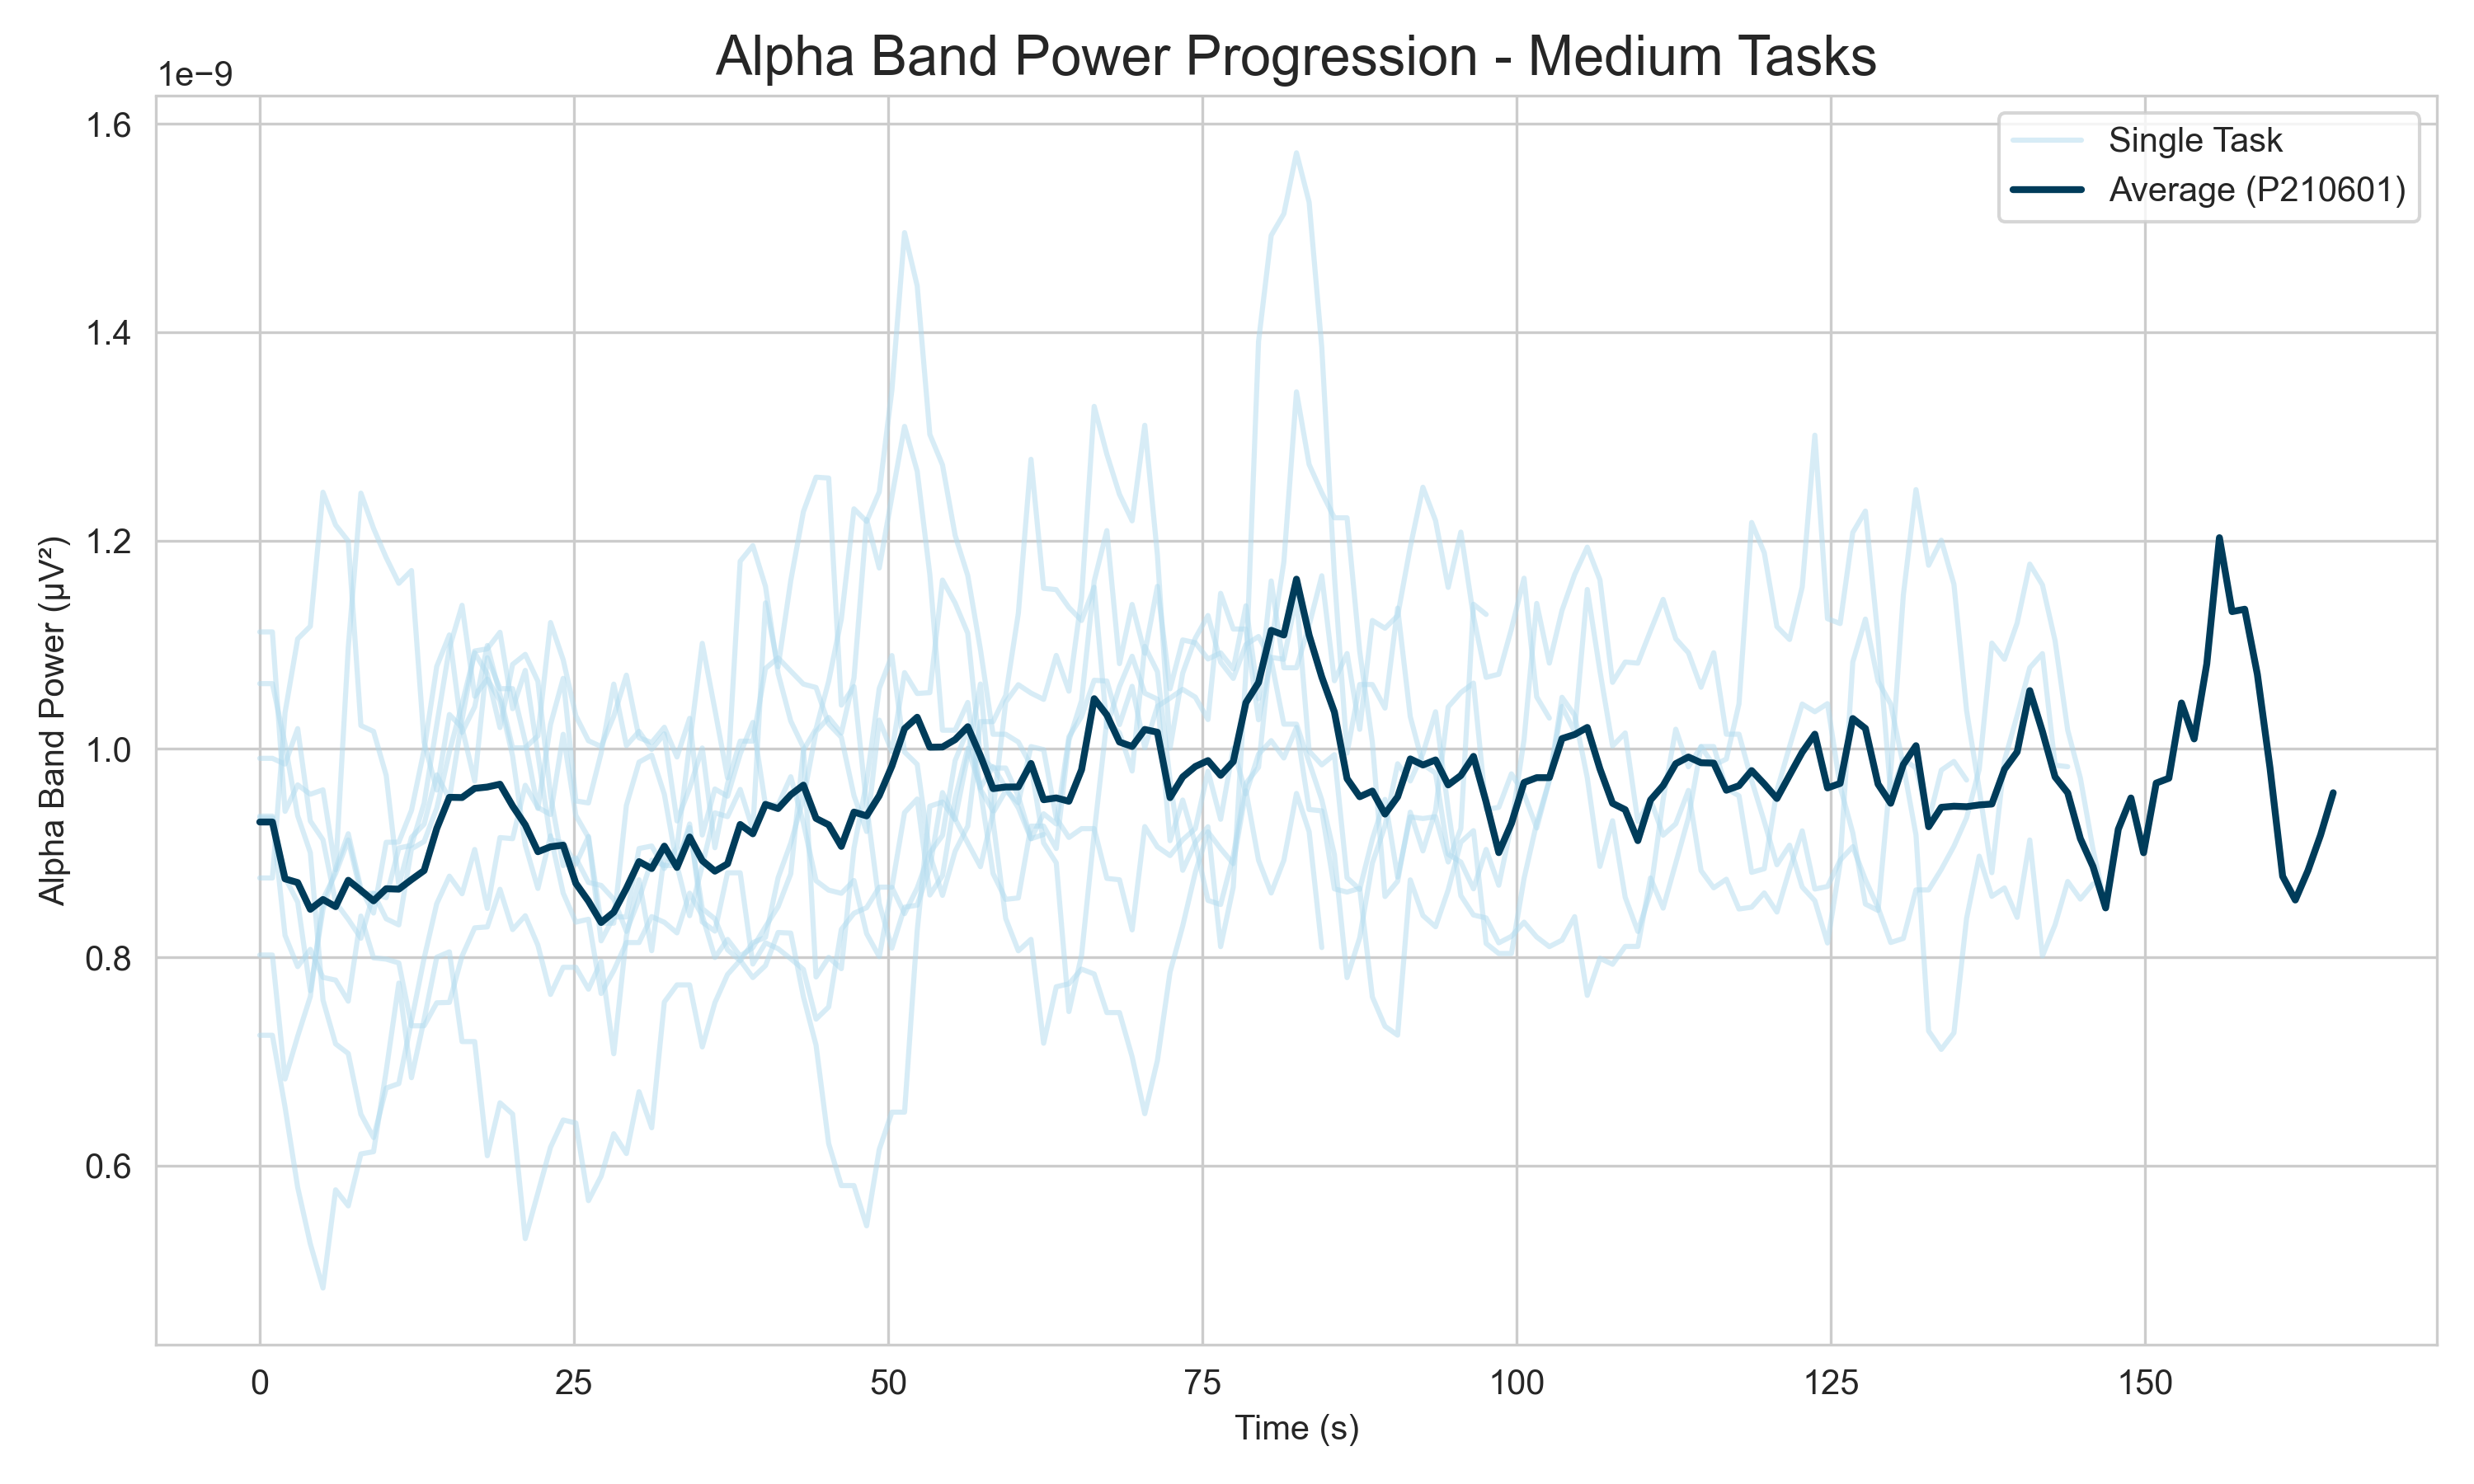 Alpha Band Power Progression - Medium Tasks
1e−9
1.6
1.4
1.2
1.0
0.8
0.6
Alpha Band Power (µV²)
Single Task
Average (P210601)
0 25 50 75 100 125 150
Time (s)